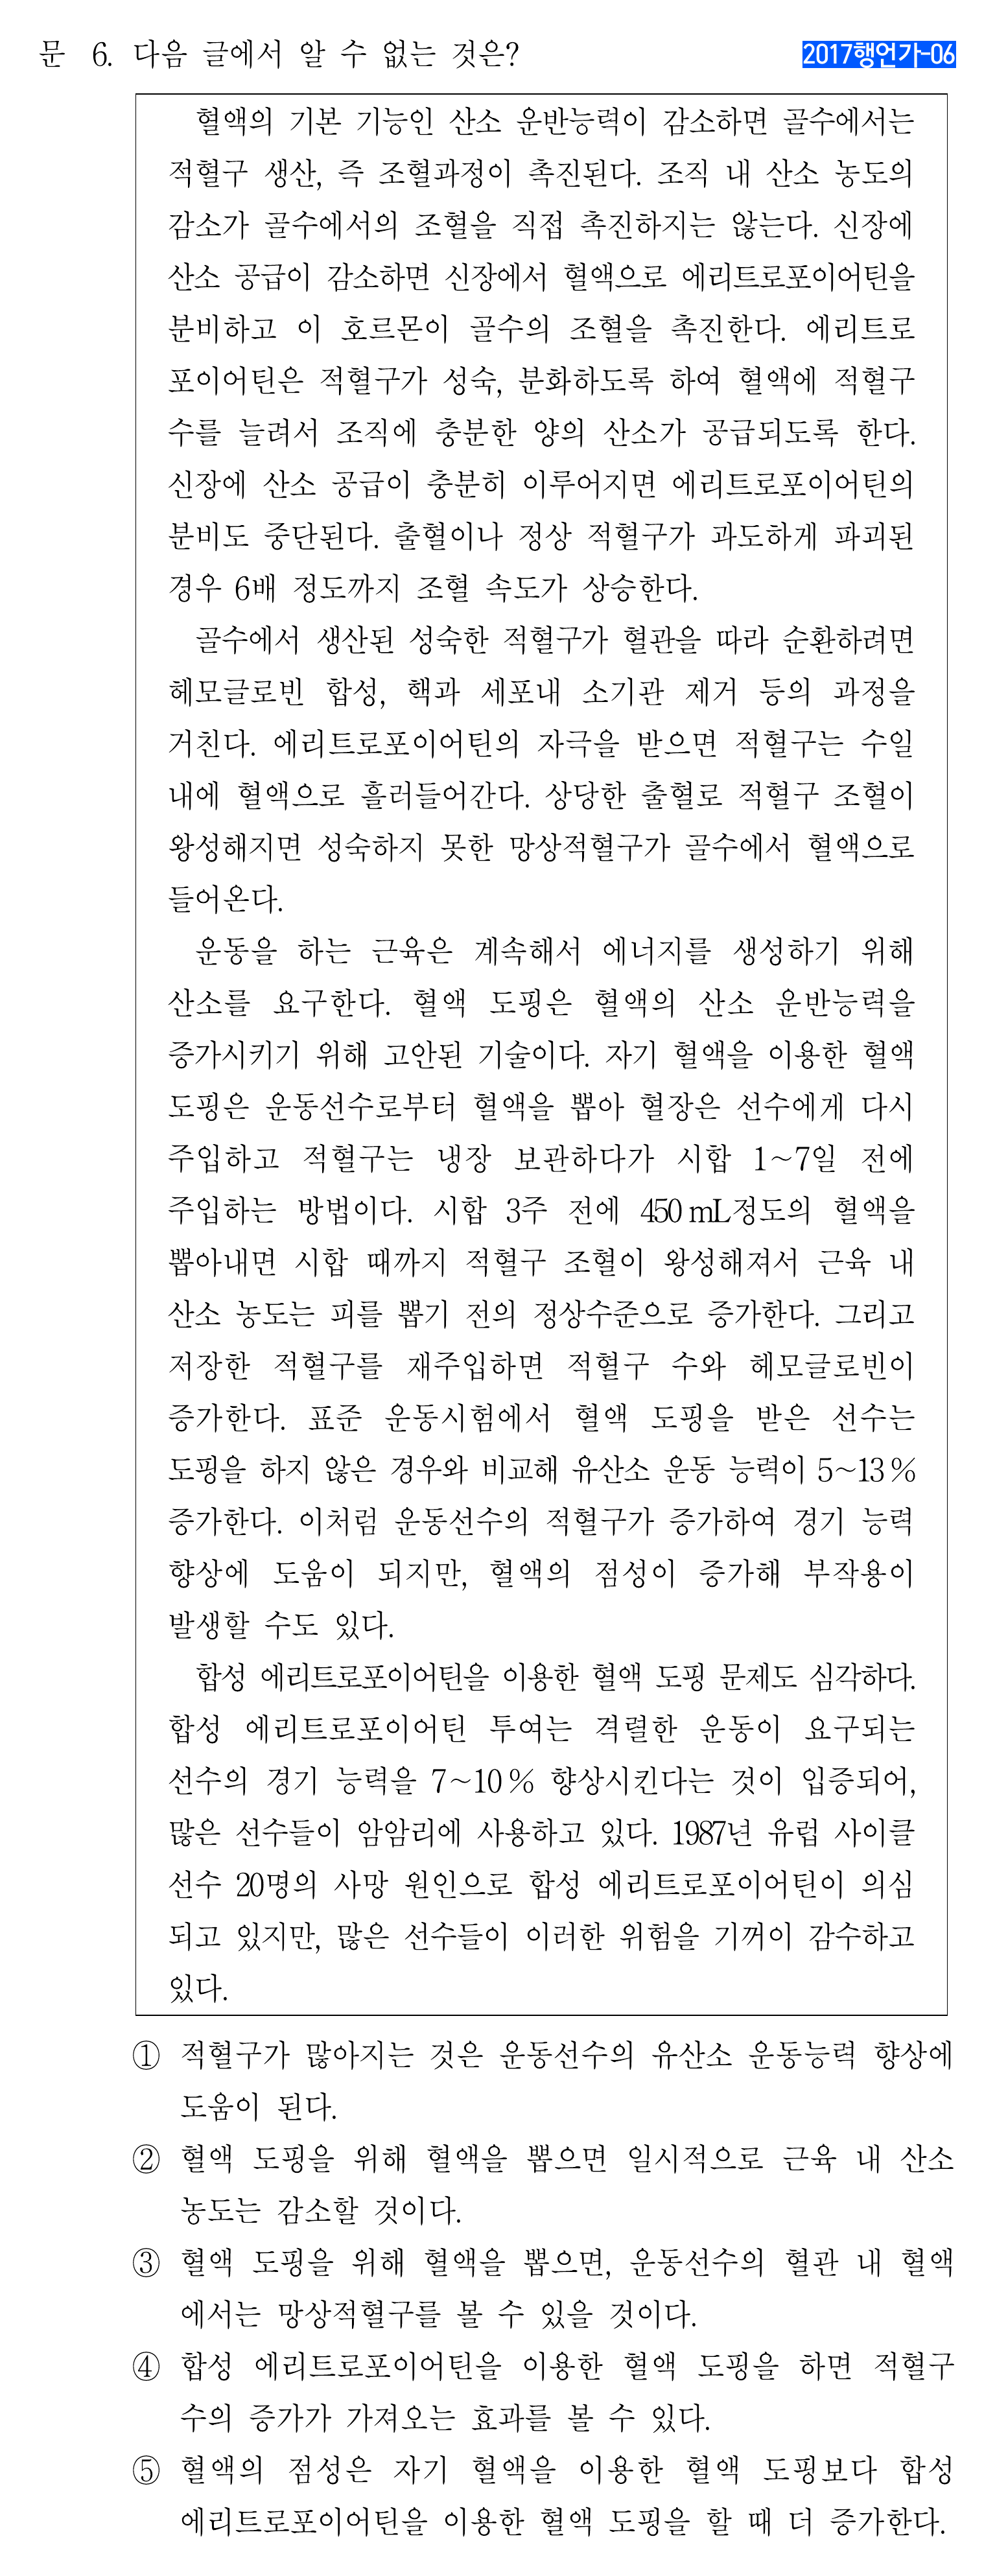 문 6. 다음 글에서 알 수 없는 것은?
2017행언가-06
혈액의 기본 기능인 산소 운반능력이 감소하면 골수에서는
적혈구 생산, 즉 조혈과정이 촉진된다. 조직 내 산소 농도의
감소가 골수에서의 조혈을 직접 촉진하지는 않는다. 신장에
산소 공급이 감소하면 신장에서 혈액으로 에리트로포이어틴을
분비하고 이 호르몬이 골수의 조혈을 촉진한다. 에리트로
포이어틴은 적혈구가 성숙, 분화하도록 하여 혈액에 적혈구
수를 늘려서 조직에 충분한 양의 산소가 공급되도록 한다.
신장에 산소 공급이 충분히 이루어지면 에리트로포이어틴의
분비도 중단된다. 출혈이나 정상 적혈구가 과도하게 파괴된
경우 6배 정도까지 조혈 속도가 상승한다.
골수에서 생산된 성숙한 적혈구가 혈관을 따라 순환하려면
헤모글로빈 합성, 핵과 세포내 소기관 제거 등의 과정을
거친다. 에리트로포이어틴의 자극을 받으면 적혈구는 수일
내에 혈액으로 흘러들어간다. 상당한 출혈로 적혈구 조혈이
왕성해지면 성숙하지 못한 망상적혈구가 골수에서 혈액으로
들어온다.
운동을 하는 근육은 계속해서 에너지를 생성하기 위해
산소를 요구한다. 혈액 도핑은 혈액의 산소 운반능력을
증가시키기 위해 고안된 기술이다. 자기 혈액을 이용한 혈액
도핑은 운동선수로부터 혈액을 뽑아 혈장은 선수에게 다시
주입하고 적혈구는 냉장 보관하다가 시합 1~7일 전에
주입하는 방법이다. 시합 3주 전에 450 mL정도의 혈액을
뽑아내면 시합 때까지 적혈구 조혈이 왕성해져서 근육 내
산소 농도는 피를 뽑기 전의 정상수준으로 증가한다. 그리고
저장한 적혈구를 재주입하면 적혈구 수와 헤모글로빈이
증가한다. 표준 운동시험에서 혈액 도핑을 받은 선수는
도핑을 하지 않은 경우와 비교해 유산소 운동 능력이 5~13 %
증가한다. 이처럼 운동선수의 적혈구가 증가하여 경기 능력
향상에 도움이 되지만, 혈액의 점성이 증가해 부작용이
발생할 수도 있다.
합성 에리트로포이어틴을 이용한 혈액 도핑 문제도 심각하다.
합성 에리트로포이어틴 투여는 격렬한 운동이 요구되는
선수의 경기 능력을 7~10 % 향상시킨다는 것이 입증되어,
많은 선수들이 암암리에 사용하고 있다. 1987년 유럽 사이클
선수 20명의 사망 원인으로 합성 에리트로포이어틴이 의심
되고 있지만, 많은 선수들이 이러한 위험을 기꺼이 감수하고
있다.
① 적혈구가 많아지는 것은 운동선수의 유산소 운동능력 향상에
도움이 된다.
② 혈액 도핑을 위해 혈액을 뽑으면 일시적으로 근육 내 산소
농도는 감소할 것이다.
③ 혈액 도핑을 위해 혈액을 뽑으면, 운동선수의 혈관 내 혈액
에서는 망상적혈구를 볼 수 있을 것이다.
④ 합성 에리트로포이어틴을 이용한 혈액 도핑을 하면 적혈구
수의 증가가 가져오는 효과를 볼 수 있다.
⑤ 혈액의 점성은 자기 혈액을 이용한 혈액 도핑보다 합성
에리트로포이어틴을 이용한 혈액 도핑을 할 때 더 증가한다.